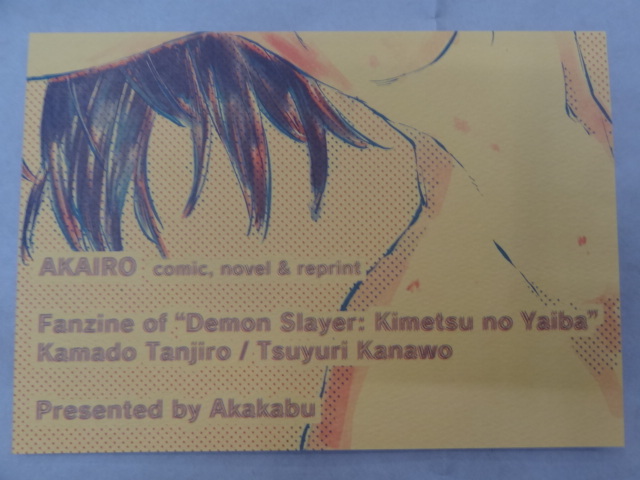 AKAIRO comic, novel & reprint
Fanzine of "Demon Slayer: Kimetsu no Yaiba"
Kamado Tanjiro / Tsuyuri Kanawo
Presented by Akakabu